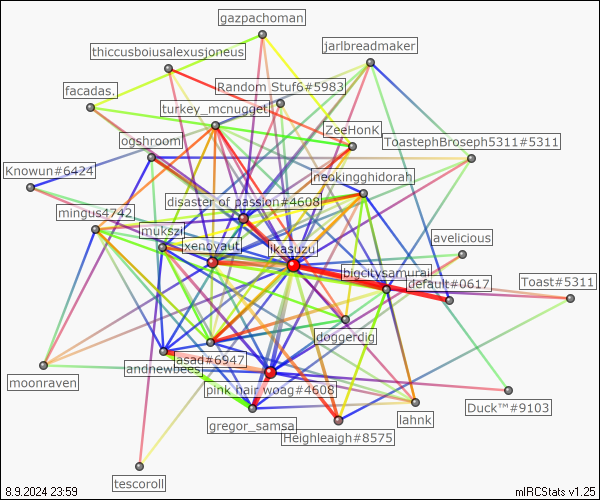 gazpachoman
jarlbreadmaker
thiccusboiusalexusjoneus
facadas.
Random Stuf6#5983
turkey_mcnugget
ZeeHonK
ogshroom
ToastephBroseph5311#5311
Knowun#6424
neokingghidorah
disaster of passion#4608
mingus4742
mukszi
xenoyaut
ikasuzu
avelicious
bigcitysamurai
default#0617
Toast#5311
doggerdig
asad#6947
andnewbees
moonraven
pink hair woag#4608
Duck™#9103
lahnk
gregor_samsa
Heighleaigh#8575
tescoroll
8.9.2024 23:59
mIRCStats v1.25